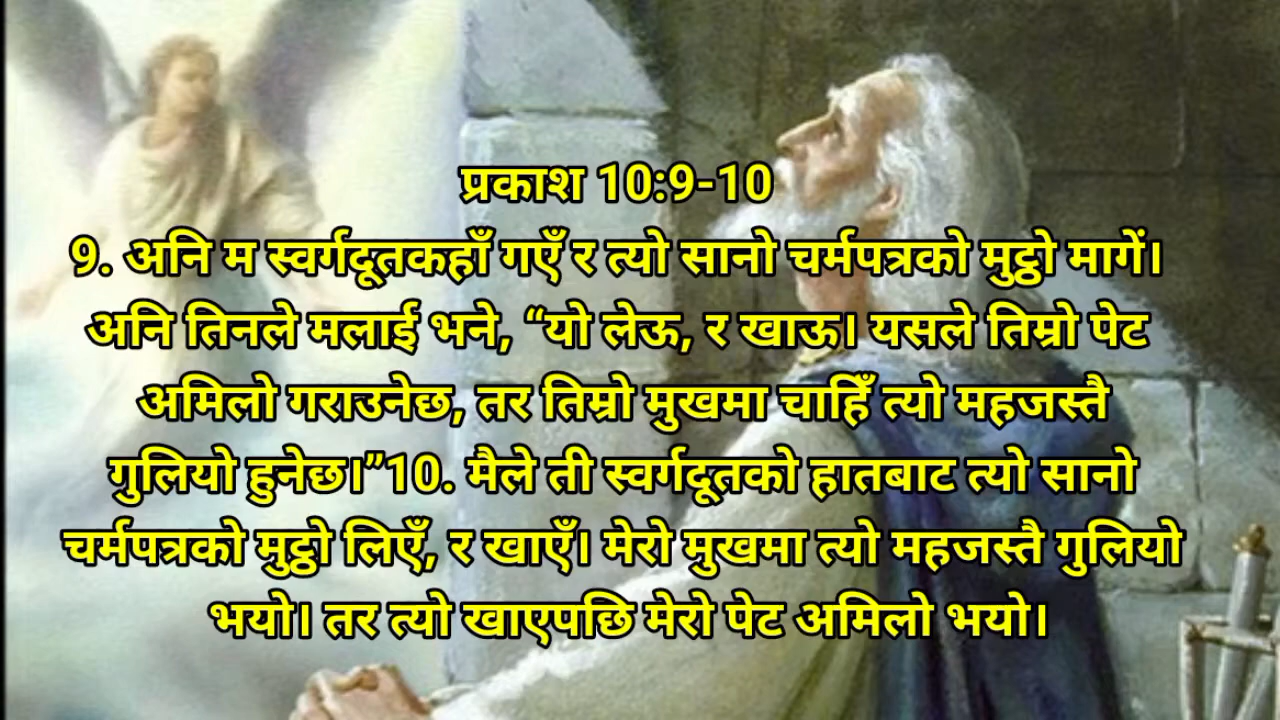 प्रकाश 10:9-10
9. अनि म स्वर्गदूतकहाँ गएँ र त्यो सानो चर्मपत्रको मुट्ठो मागें।
अनि तिनले मलाई भने, “यो लेऊ, र खाऊ। यसले तिम्रो पेट
अमिलो गराउनेछ, तर तिम्रो मुखमा चाहिँ त्यो महजस्तै
गुलियो हुनेछ।”10. मैले ती स्वर्गदूतको हातबाट त्यो सानो
चर्मपत्रको मुट्ठो लिएँ, र खाएँ। मेरो मुखमा त्यो महजस्तै गुलियो
भयो। तर त्यो खाएपछि मेरो पेट अमिलो भयो।